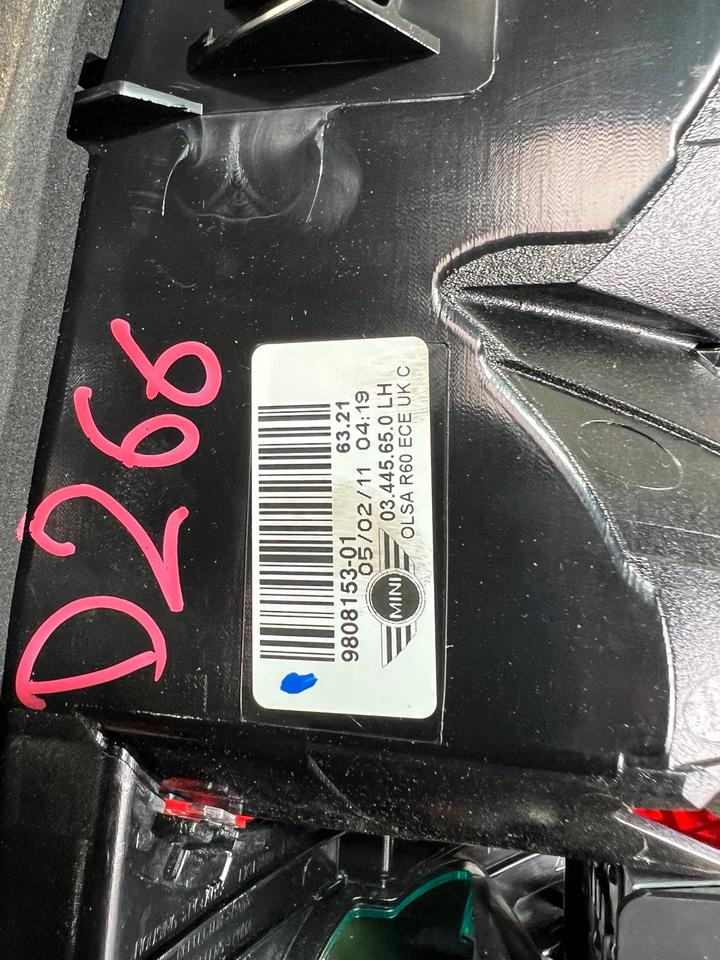 D266
9808153-01 63.21
05/02/11 04:19
03.445.65.0 LH
OLSA R60 ECE UK C
MINI